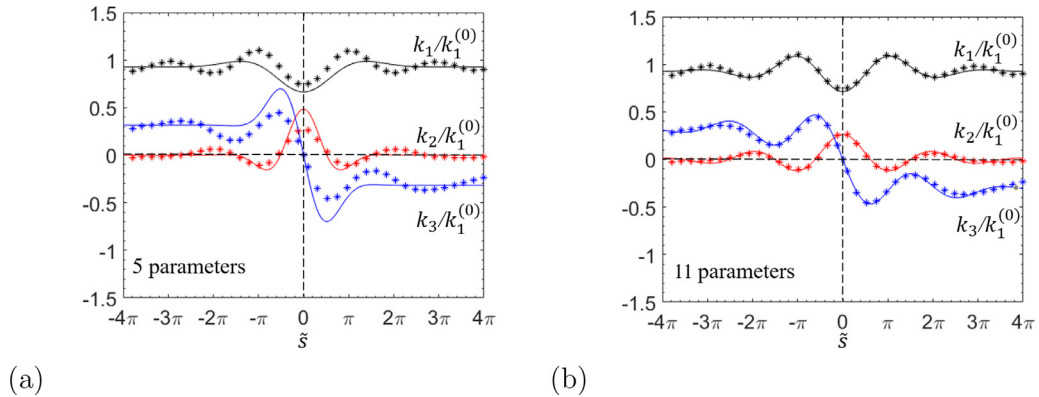 1.5
1
0.5
0
-0.5
-1
-1.5
-4π -3π -2π -π 0 π 2π 3π 4π
s̃
k₁/k₁⁽⁰⁾
k₂/k₁⁽⁰⁾
k₃/k₁⁽⁰⁾
5 parameters
(a)
1.5
1
0.5
0
-0.5
-1
-1.5
-4π -3π -2π -π 0 π 2π 3π 4π
s̃
k₁/k₁⁽⁰⁾
k₂/k₁⁽⁰⁾
k₃/k₁⁽⁰⁾
11 parameters
(b)